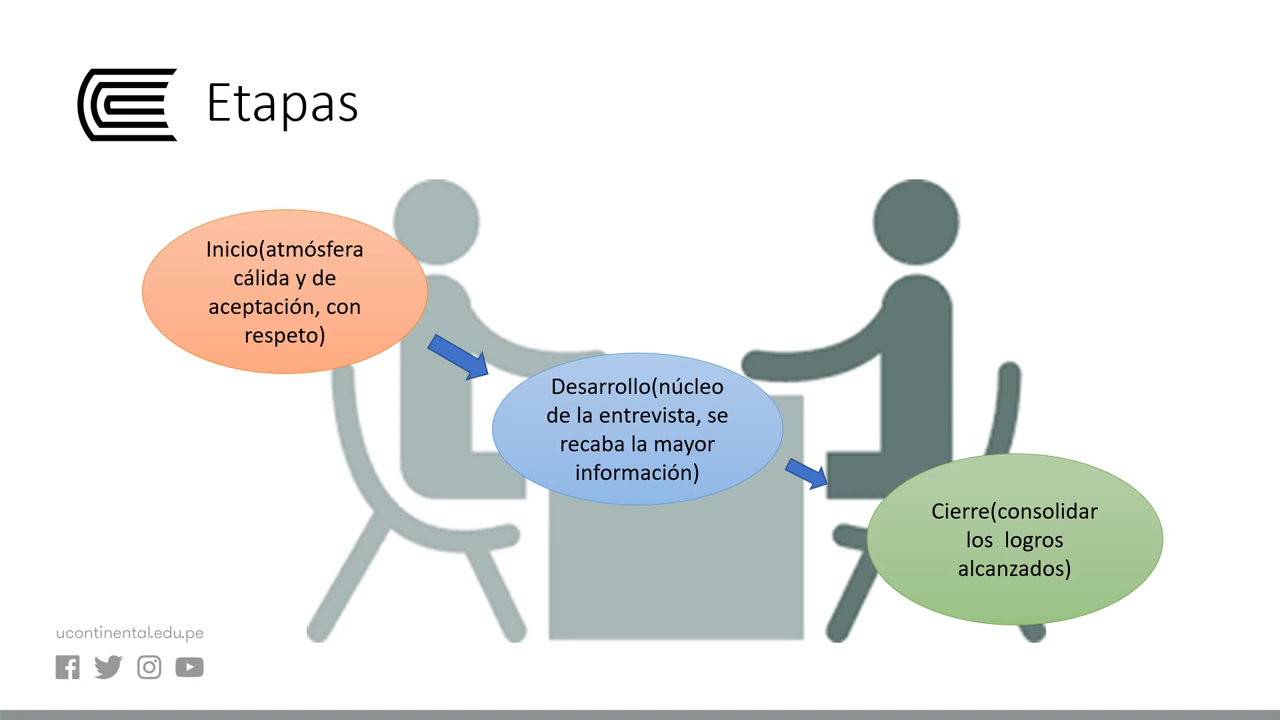 Etapas
Inicio(atmósfera
cálida y de
aceptación, con
respeto)
Desarrollo(núcleo
de la entrevista, se
recaba la mayor
información)
Cierre(consolidar
los  logros
alcanzados)
ucontinental.edu.pe